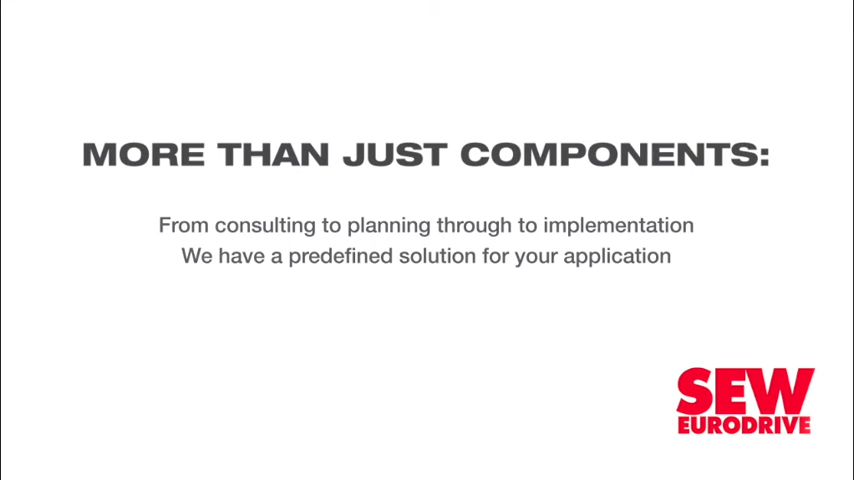 MORE THAN JUST COMPONENTS:
From consulting to planning through to implementation
We have a predefined solution for your application
SEW
EURODRIVE